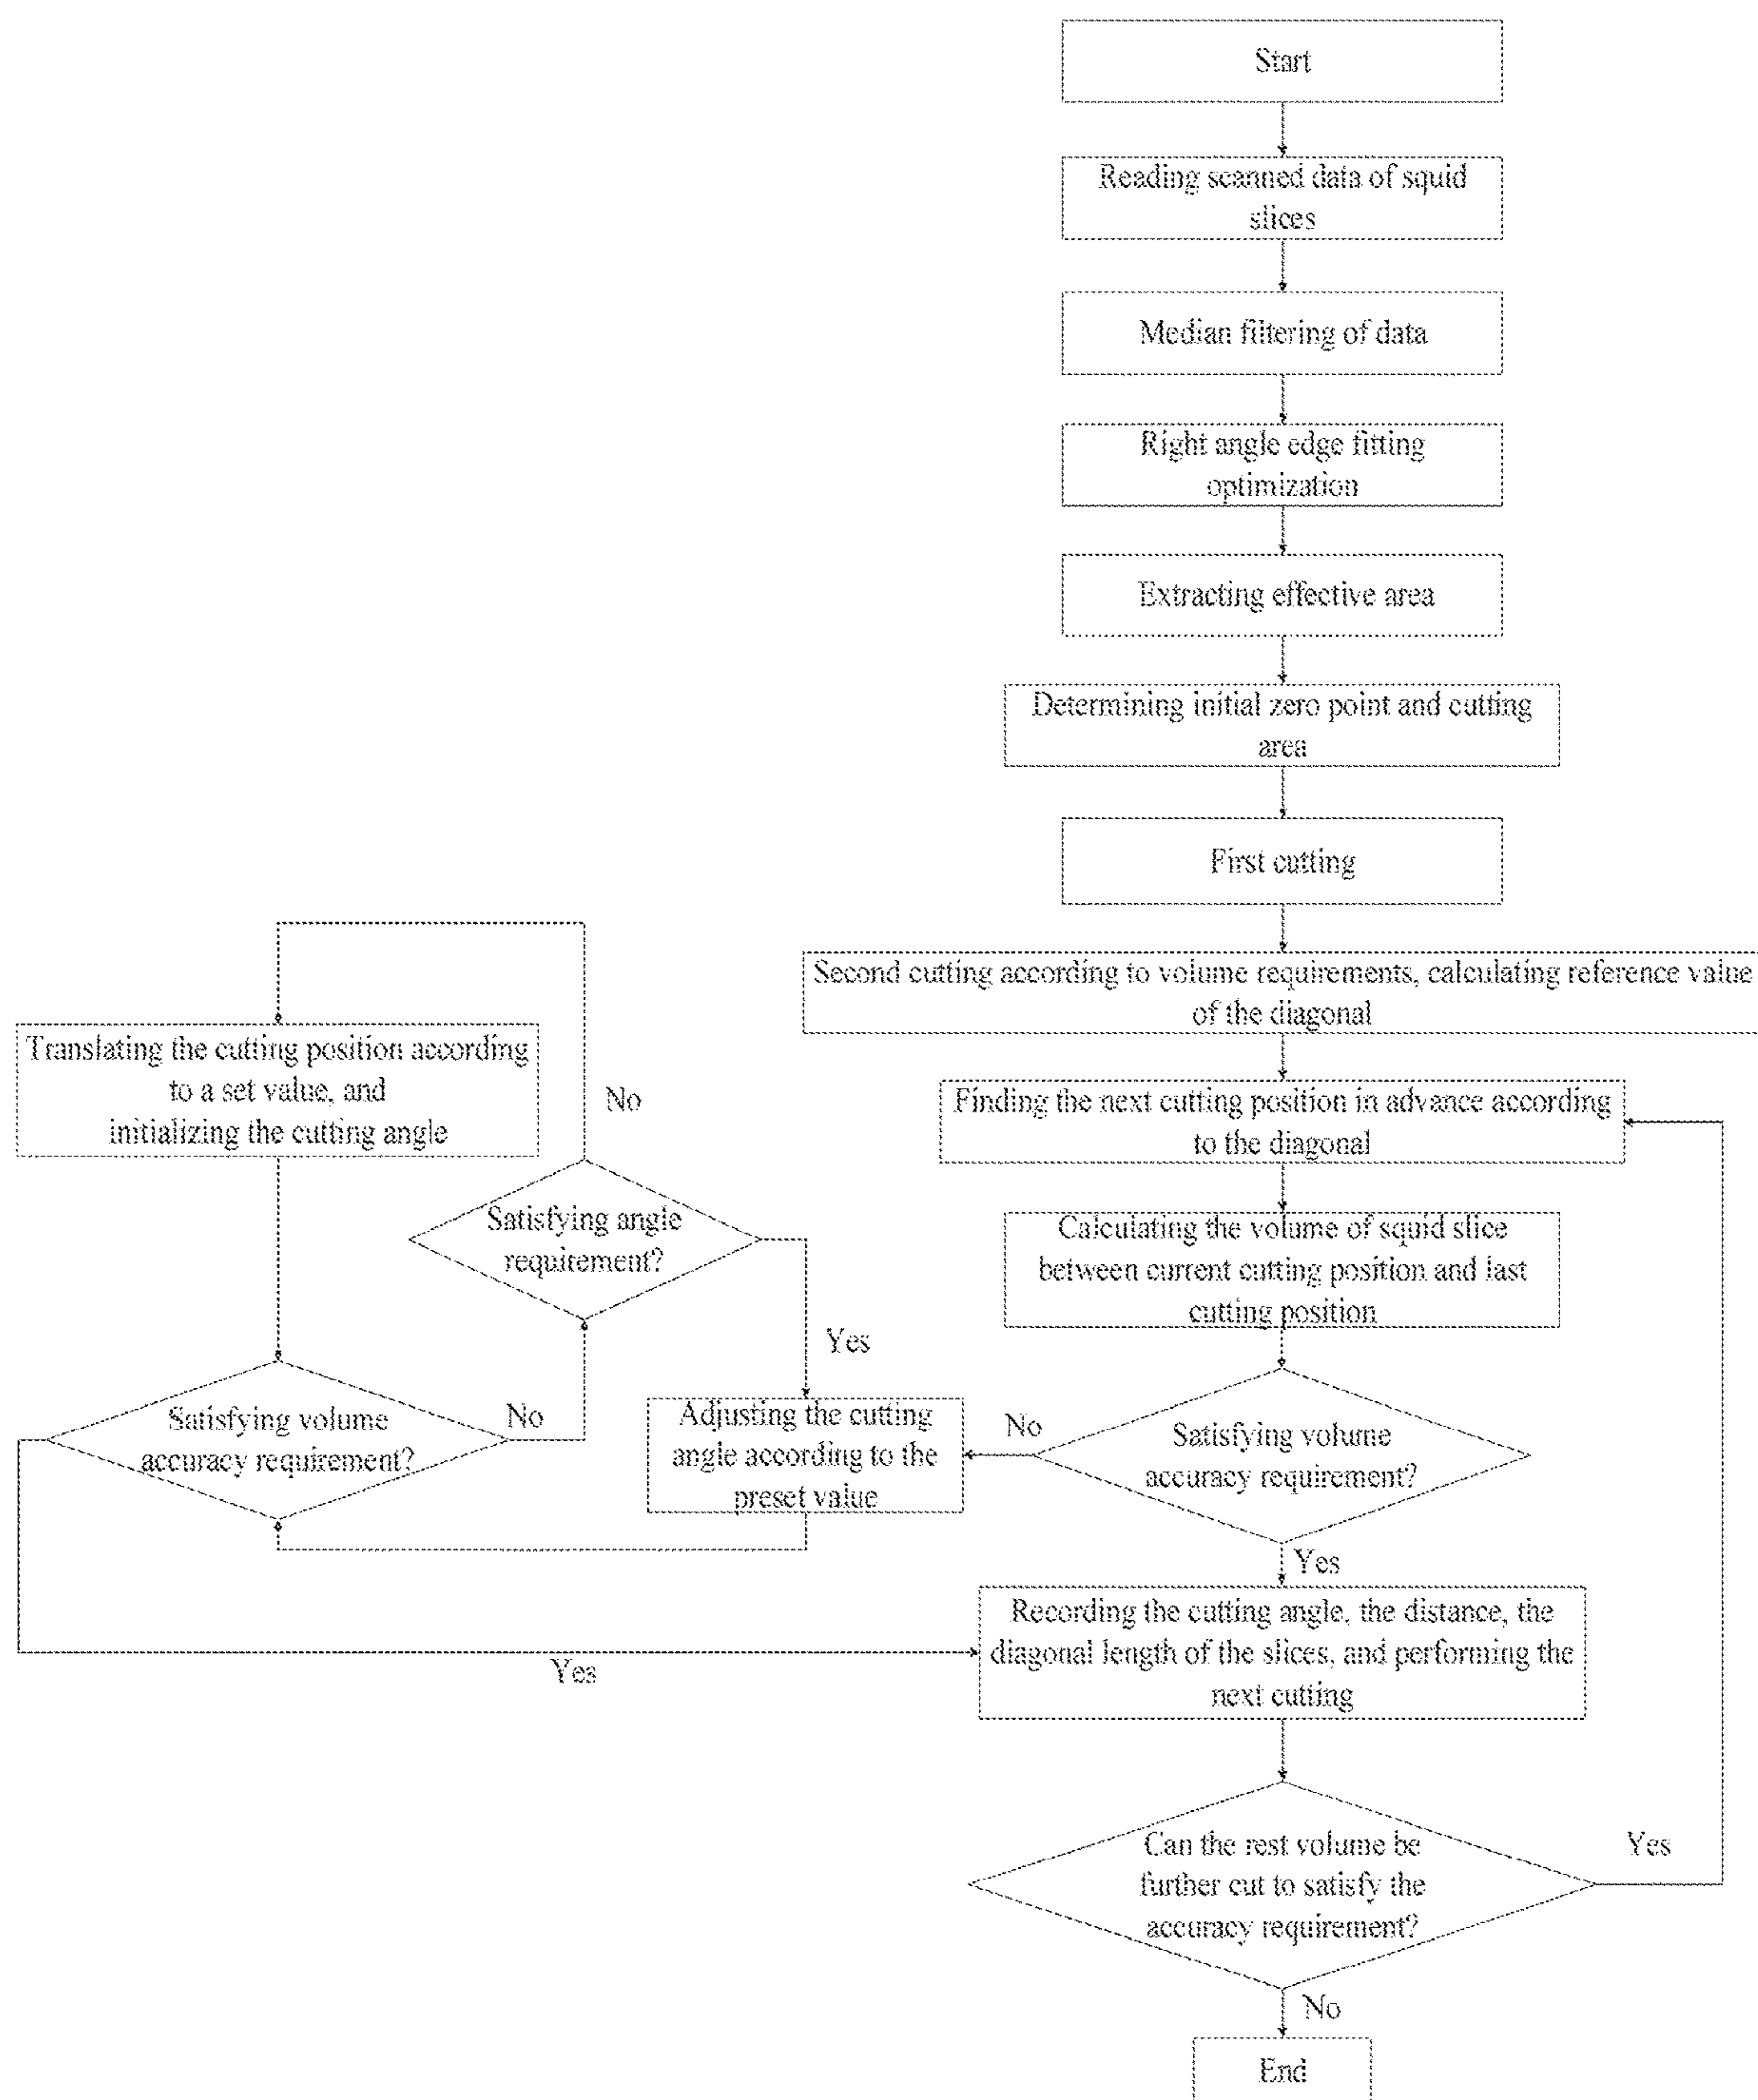 Start
Reading scanned data of squid
slices
Median filtering of data
Right angle edge fitting
optimization
Extracting effective area
Determining initial zero point and cutting
area
First cutting
Second cutting according to volume requirements, calculating reference value
of the diagonal
Translating the cutting position according
to a set value, and
initializing the cutting angle
No
Finding the next cutting position in advance according
to the diagonal
Satisfying angle
requirement?
Calculating the volume of squid slice
between current cutting position and last
cutting position
Yes
Satisfying volume
accuracy requirement?
No
Adjusting the cutting
angle according to the
preset value
No
Satisfying volume
accuracy requirement?
Yes
Recording the cutting angle, the distance, the
diagonal length of the slices, and performing the
next cutting
Yes
Can the rest volume be
further cut to satisfy the
accuracy requirement?
Yes
No
End